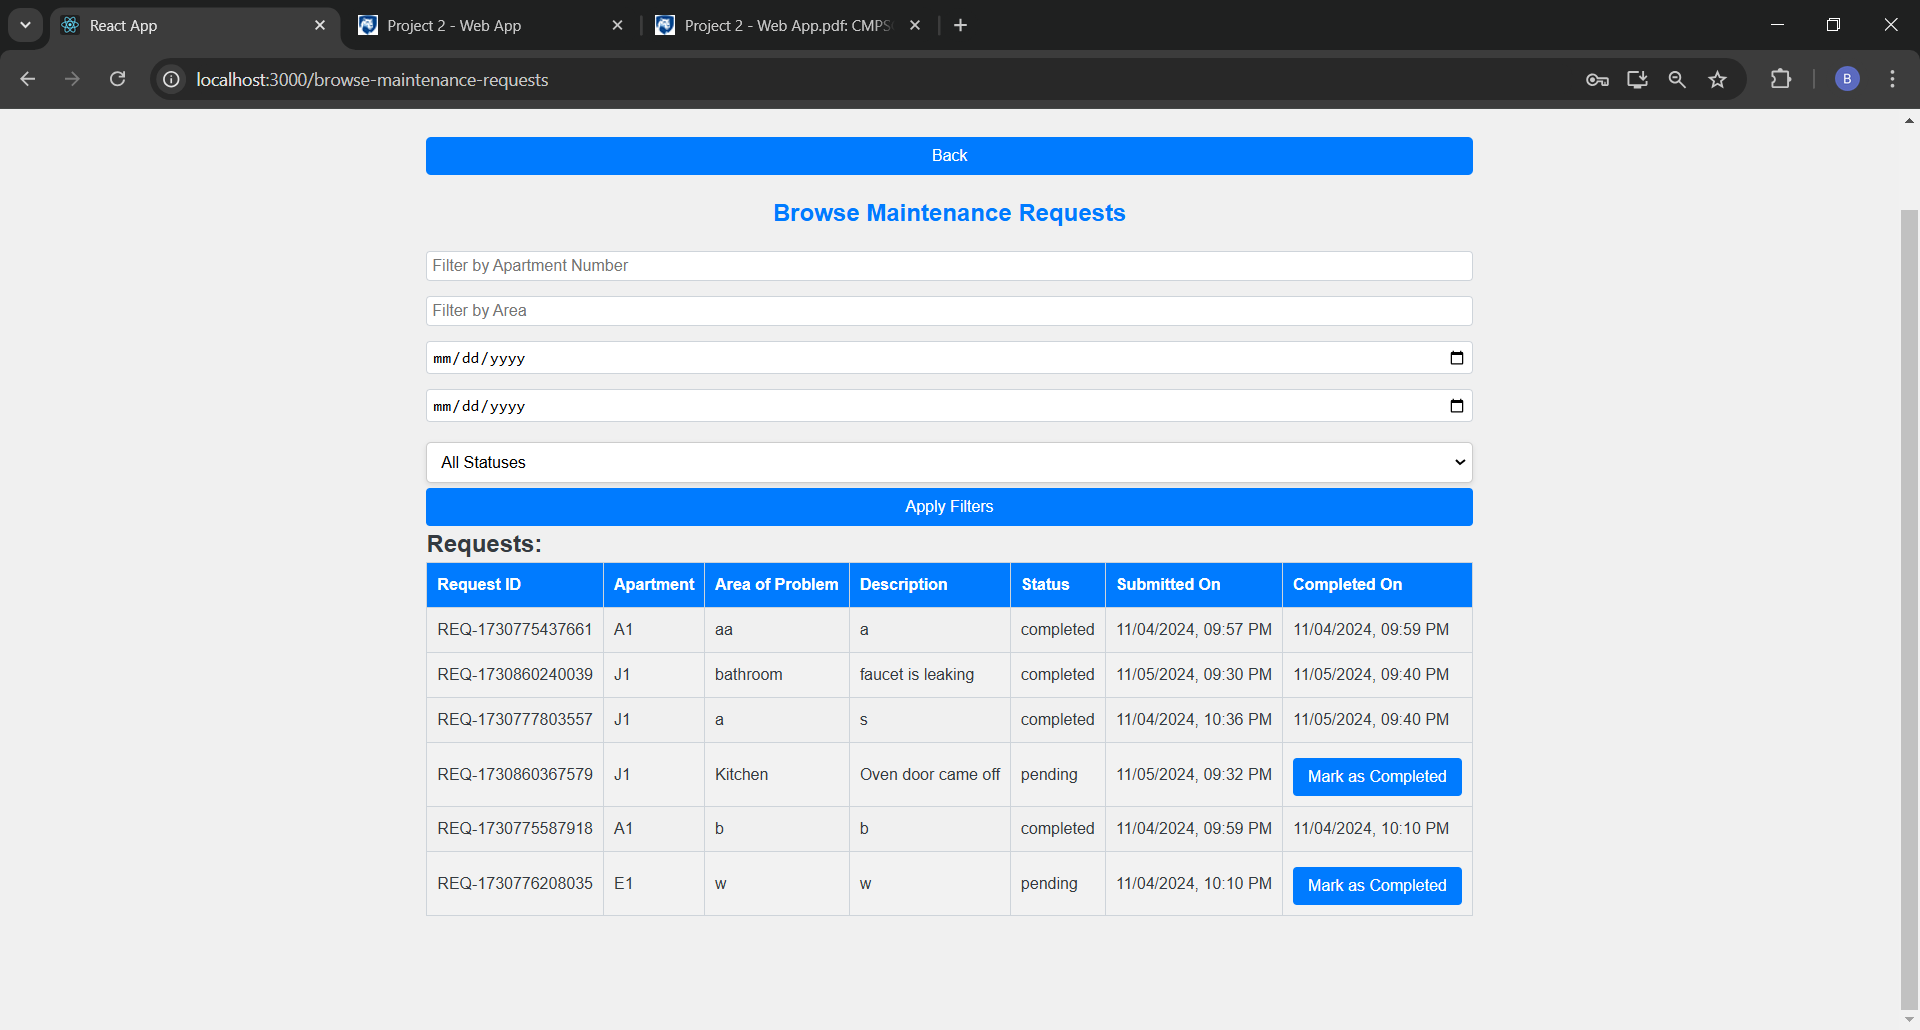 React App
Project 2 - Web App
Project 2 - Web App.pdf: CMPS
localhost:3000/browse-maintenance-requests
B
Back
Browse Maintenance Requests
Filter by Apartment Number
Filter by Area
mm/dd/yyyy
mm/dd/yyyy
All Statuses
Apply Filters
Requests:
Request ID Apartment Area of Problem Description Status Submitted On Completed On
REQ-1730775437661 A1 aa a completed 11/04/2024, 09:57 PM 11/04/2024, 09:59 PM
REQ-1730860240039 J1 bathroom faucet is leaking completed 11/05/2024, 09:30 PM 11/05/2024, 09:40 PM
REQ-1730777803557 J1 a s completed 11/04/2024, 10:36 PM 11/05/2024, 09:40 PM
REQ-1730860367579 J1 Kitchen Oven door came off pending 11/05/2024, 09:32 PM Mark as Completed
REQ-1730775587918 A1 b b completed 11/04/2024, 09:59 PM 11/04/2024, 10:10 PM
REQ-1730776208035 E1 w w pending 11/04/2024, 10:10 PM Mark as Completed